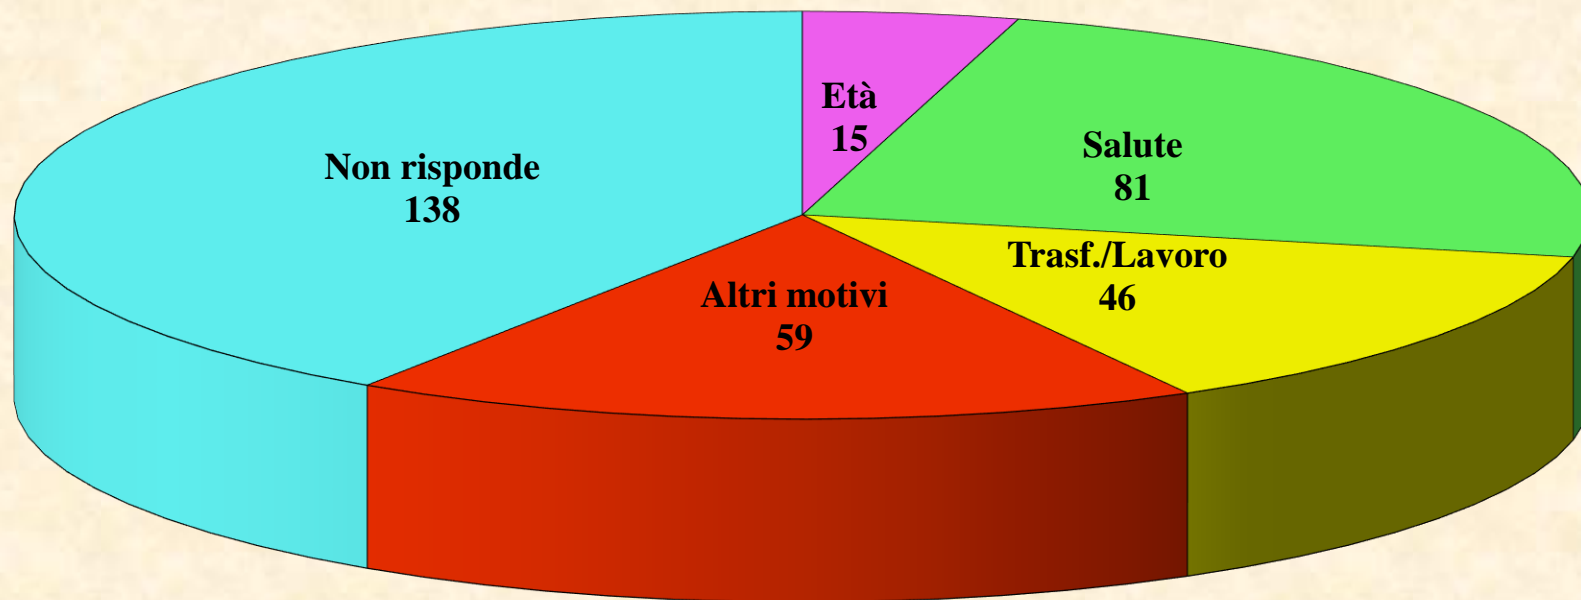 Età
15
Salute
81
Non risponde
138
Trasf./Lavoro
46
Altri motivi
59